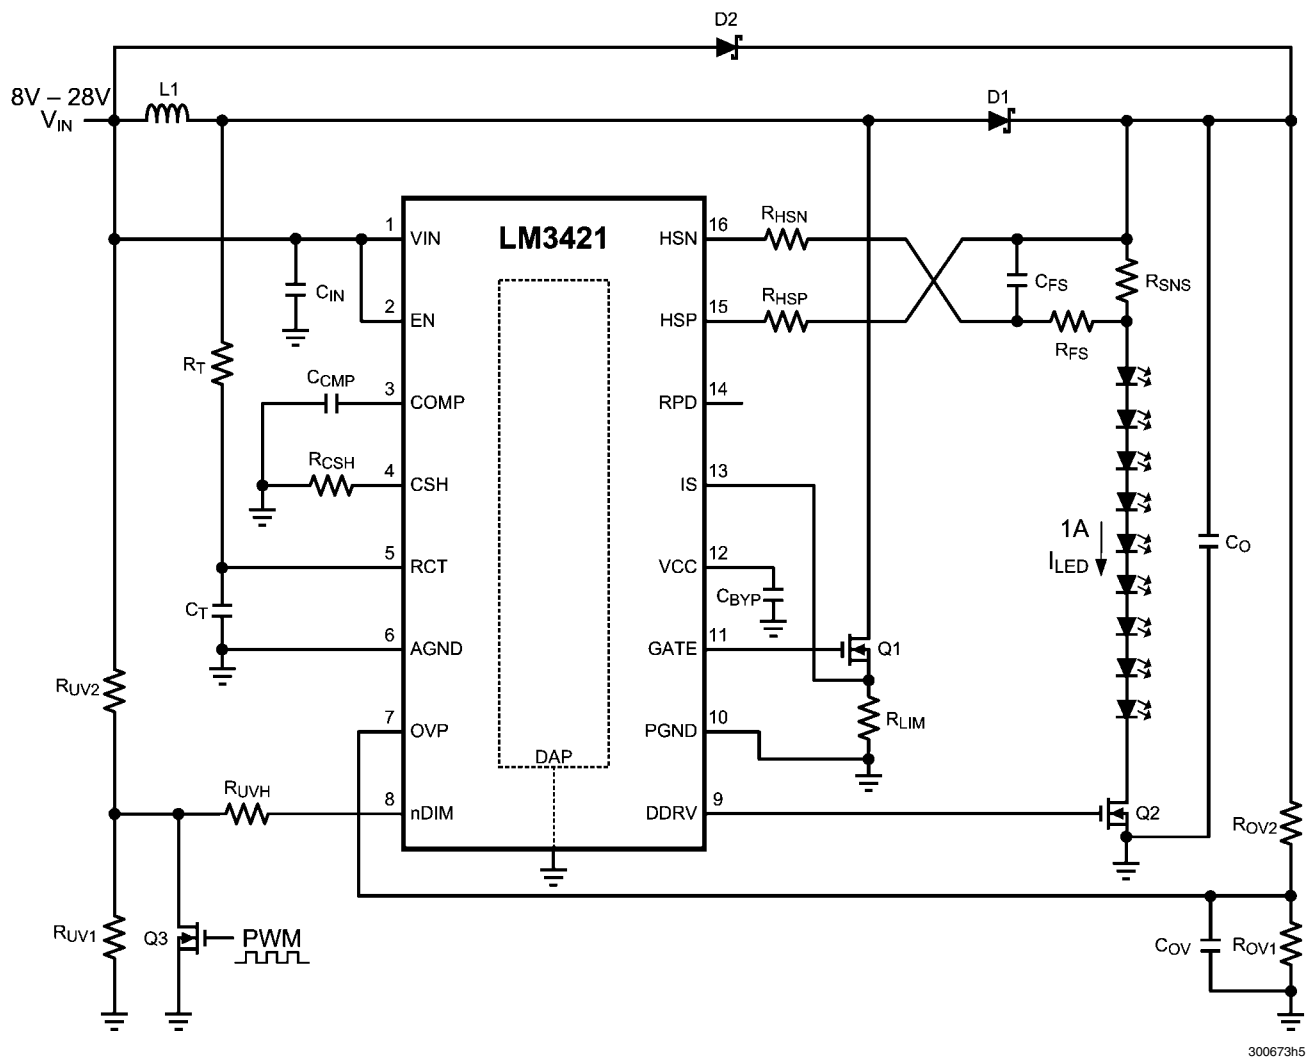 D2
8V – 28V
L1
VIN
D1
LM3421
1 VIN
HSN 16
RHSN
CIN
CFS
RSNS
2 EN
HSP 15
RHSP
RFS
RT
CCMP
3 COMP
RPD 14
RCSH
4 CSH
IS 13
1A
ILED
CO
5 RCT
VCC 12
CBYP
CT
6 AGND
GATE 11
Q1
RUV2
7 OVP
PGND 10
RLIM
DAP
RUVH
8 nDIM
DDRV 9
Q2
ROV2
RUV1
Q3
PWM
COV
ROV1
300673h5